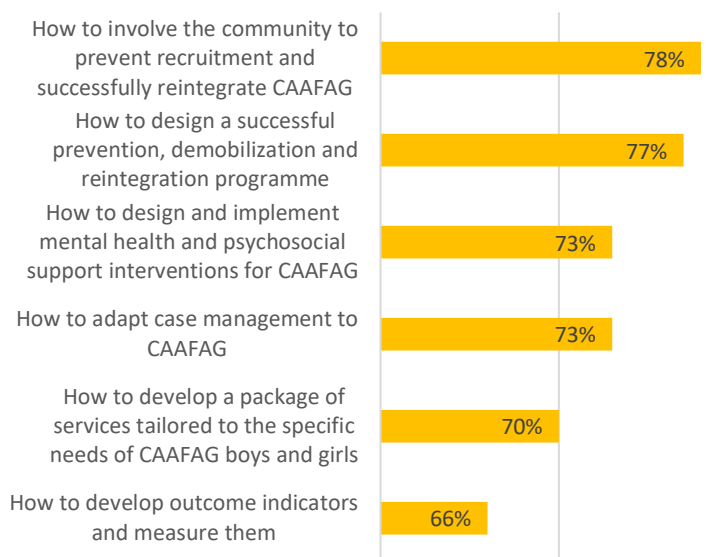 How to involve the community to
prevent recruitment and
successfully reintegrate CAAFAG
78%
How to design a successful
prevention, demobilization and
reintegration programme
77%
How to design and implement
mental health and psychosocial
support interventions for CAAFAG
73%
How to adapt case management to
CAAFAG
73%
How to develop a package of
services tailored to the specific
needs of CAAFAG boys and girls
70%
How to develop outcome indicators
and measure them
66%